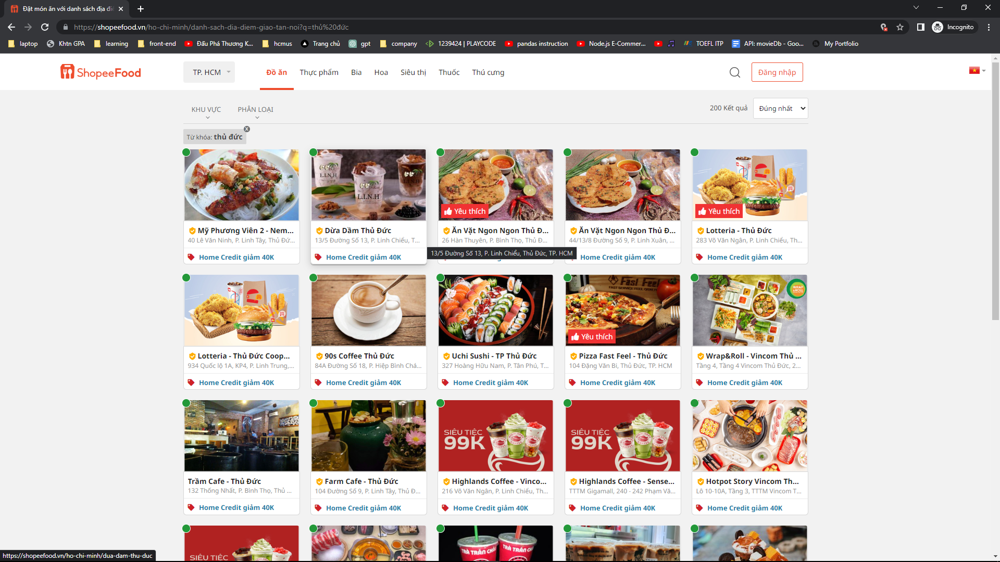 Đặt món ăn với danh sách địa điể
https://shopeefood.vn/ho-chi-minh/danh-sach-dia-diem-giao-tan-noi?q=thủ%20đức
Incognito
laptop
Khtn GPA
learning
front-end
Đấu Phá Thương K...
hcmus
Trang chủ
gpt
company
1239424 | PLAYCODE
pandas instruction
Node.js E-Commer...
TOEFL ITP
API: movieDb - Goo...
My Portfolio
ShopeeFood
TP. HCM
Đồ ăn
Thực phẩm
Bia
Hoa
Siêu thị
Thuốc
Thú cưng
Đăng nhập
KHU VỰC
PHÂN LOẠI
200 Kết quả
Đúng nhất
Từ khóa: thủ đức
x
L.I.N.H
L.I.N.H
L.I.N.H
Yêu thích
Yêu thích
Mỹ Phương Viên 2 - Nem...
40 Lê Văn Ninh, P. Linh Tây, Thủ Đứ...
Home Credit giảm 40K
Dừa Dầm Thủ Đức
13/5 Đường Số 13, P. Linh Chiểu, T...
Home Credit giảm 40K
Ăn Vặt Ngon Ngon Thủ Đ...
26 Hàn Thuyên, P. Bình Thọ, Thủ Đ...
13/5 Đường Số 13, P. Linh Chiểu, Thủ Đức, TP. HCM
Ăn Vặt Ngon Ngon Thủ Đ...
44/13/8 Đường Số 9, P. Linh Xuân, ...
Home Credit giảm 40K
Lotteria - Thủ Đức
283 Võ Văn Ngân, P. Linh Chiểu, Th...
Home Credit giảm 40K
Fast Feel
FAST SERVICE FEEL
WRAP & ROLL
Yêu thích
Lotteria - Thủ Đức Coop...
934 Quốc lộ 1A, KP4, P. Linh Trung,...
Home Credit giảm 40K
90s Coffee Thủ Đức
84A Đường Số 18, P. Hiệp Bình Chá...
Home Credit giảm 40K
Uchi Sushi - TP Thủ Đức
327 Hoàng Hữu Nam, P. Tân Phú, T...
Home Credit giảm 40K
Pizza Fast Feel - Thủ Đức
104 Đặng Văn Bi, Thủ Đức, TP. HCM
Home Credit giảm 40K
Wrap&Roll - Vincom Thủ ...
Tầng 4, Tầng 4 Vincom Thủ Đức, 2...
Home Credit giảm 40K
SIÊU TIỆC
99K
SIÊU TIỆC
99K
Trầm Cafe - Thủ Đức
132 Thống Nhất, P. Bình Thọ, Thủ ...
Home Credit giảm 40K
Farm Cafe - Thủ Đức
104 Đường Số 9, P. Linh Tây, Thủ Đ...
Home Credit giảm 40K
Highlands Coffee - Vinco...
216 Võ Văn Ngân, P. Linh Chiểu, Th...
Home Credit giảm 40K
Highlands Coffee - Sense...
TTTM Gigamall, 240 - 242 Phạm Vă...
Home Credit giảm 40K
Hotpot Story Vincom Th...
Lô 10-10A, Tầng 3, TTTM Vincom T...
Home Credit giảm 40K
SIÊU TIỆC
TRÀ TRÂN CHÂU
TRÀ TRÂN CHÂU
https://shopeefood.vn/ho-chi-minh/dua-dam-thu-duc